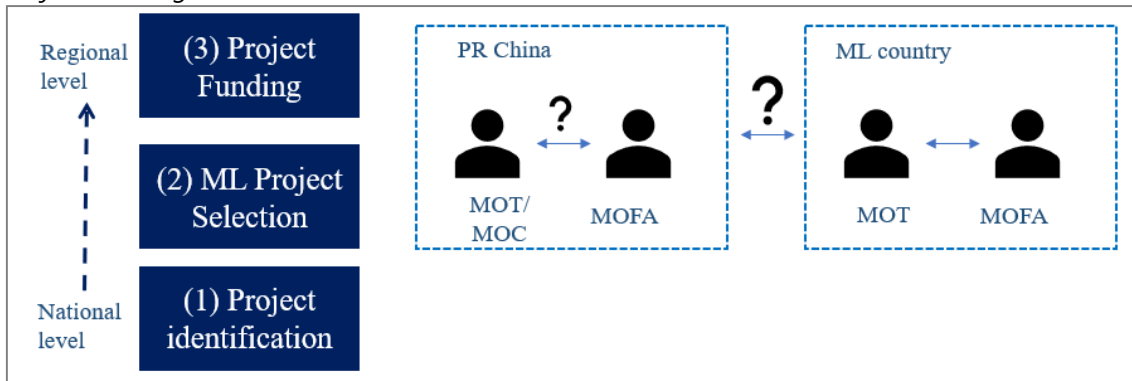 Regional
level
National
level
(3) Project
Funding
(2) ML Project
Selection
(1) Project
identification
PR China
?
MOT/
MOC
MOFA
?
ML country
MOT
MOFA